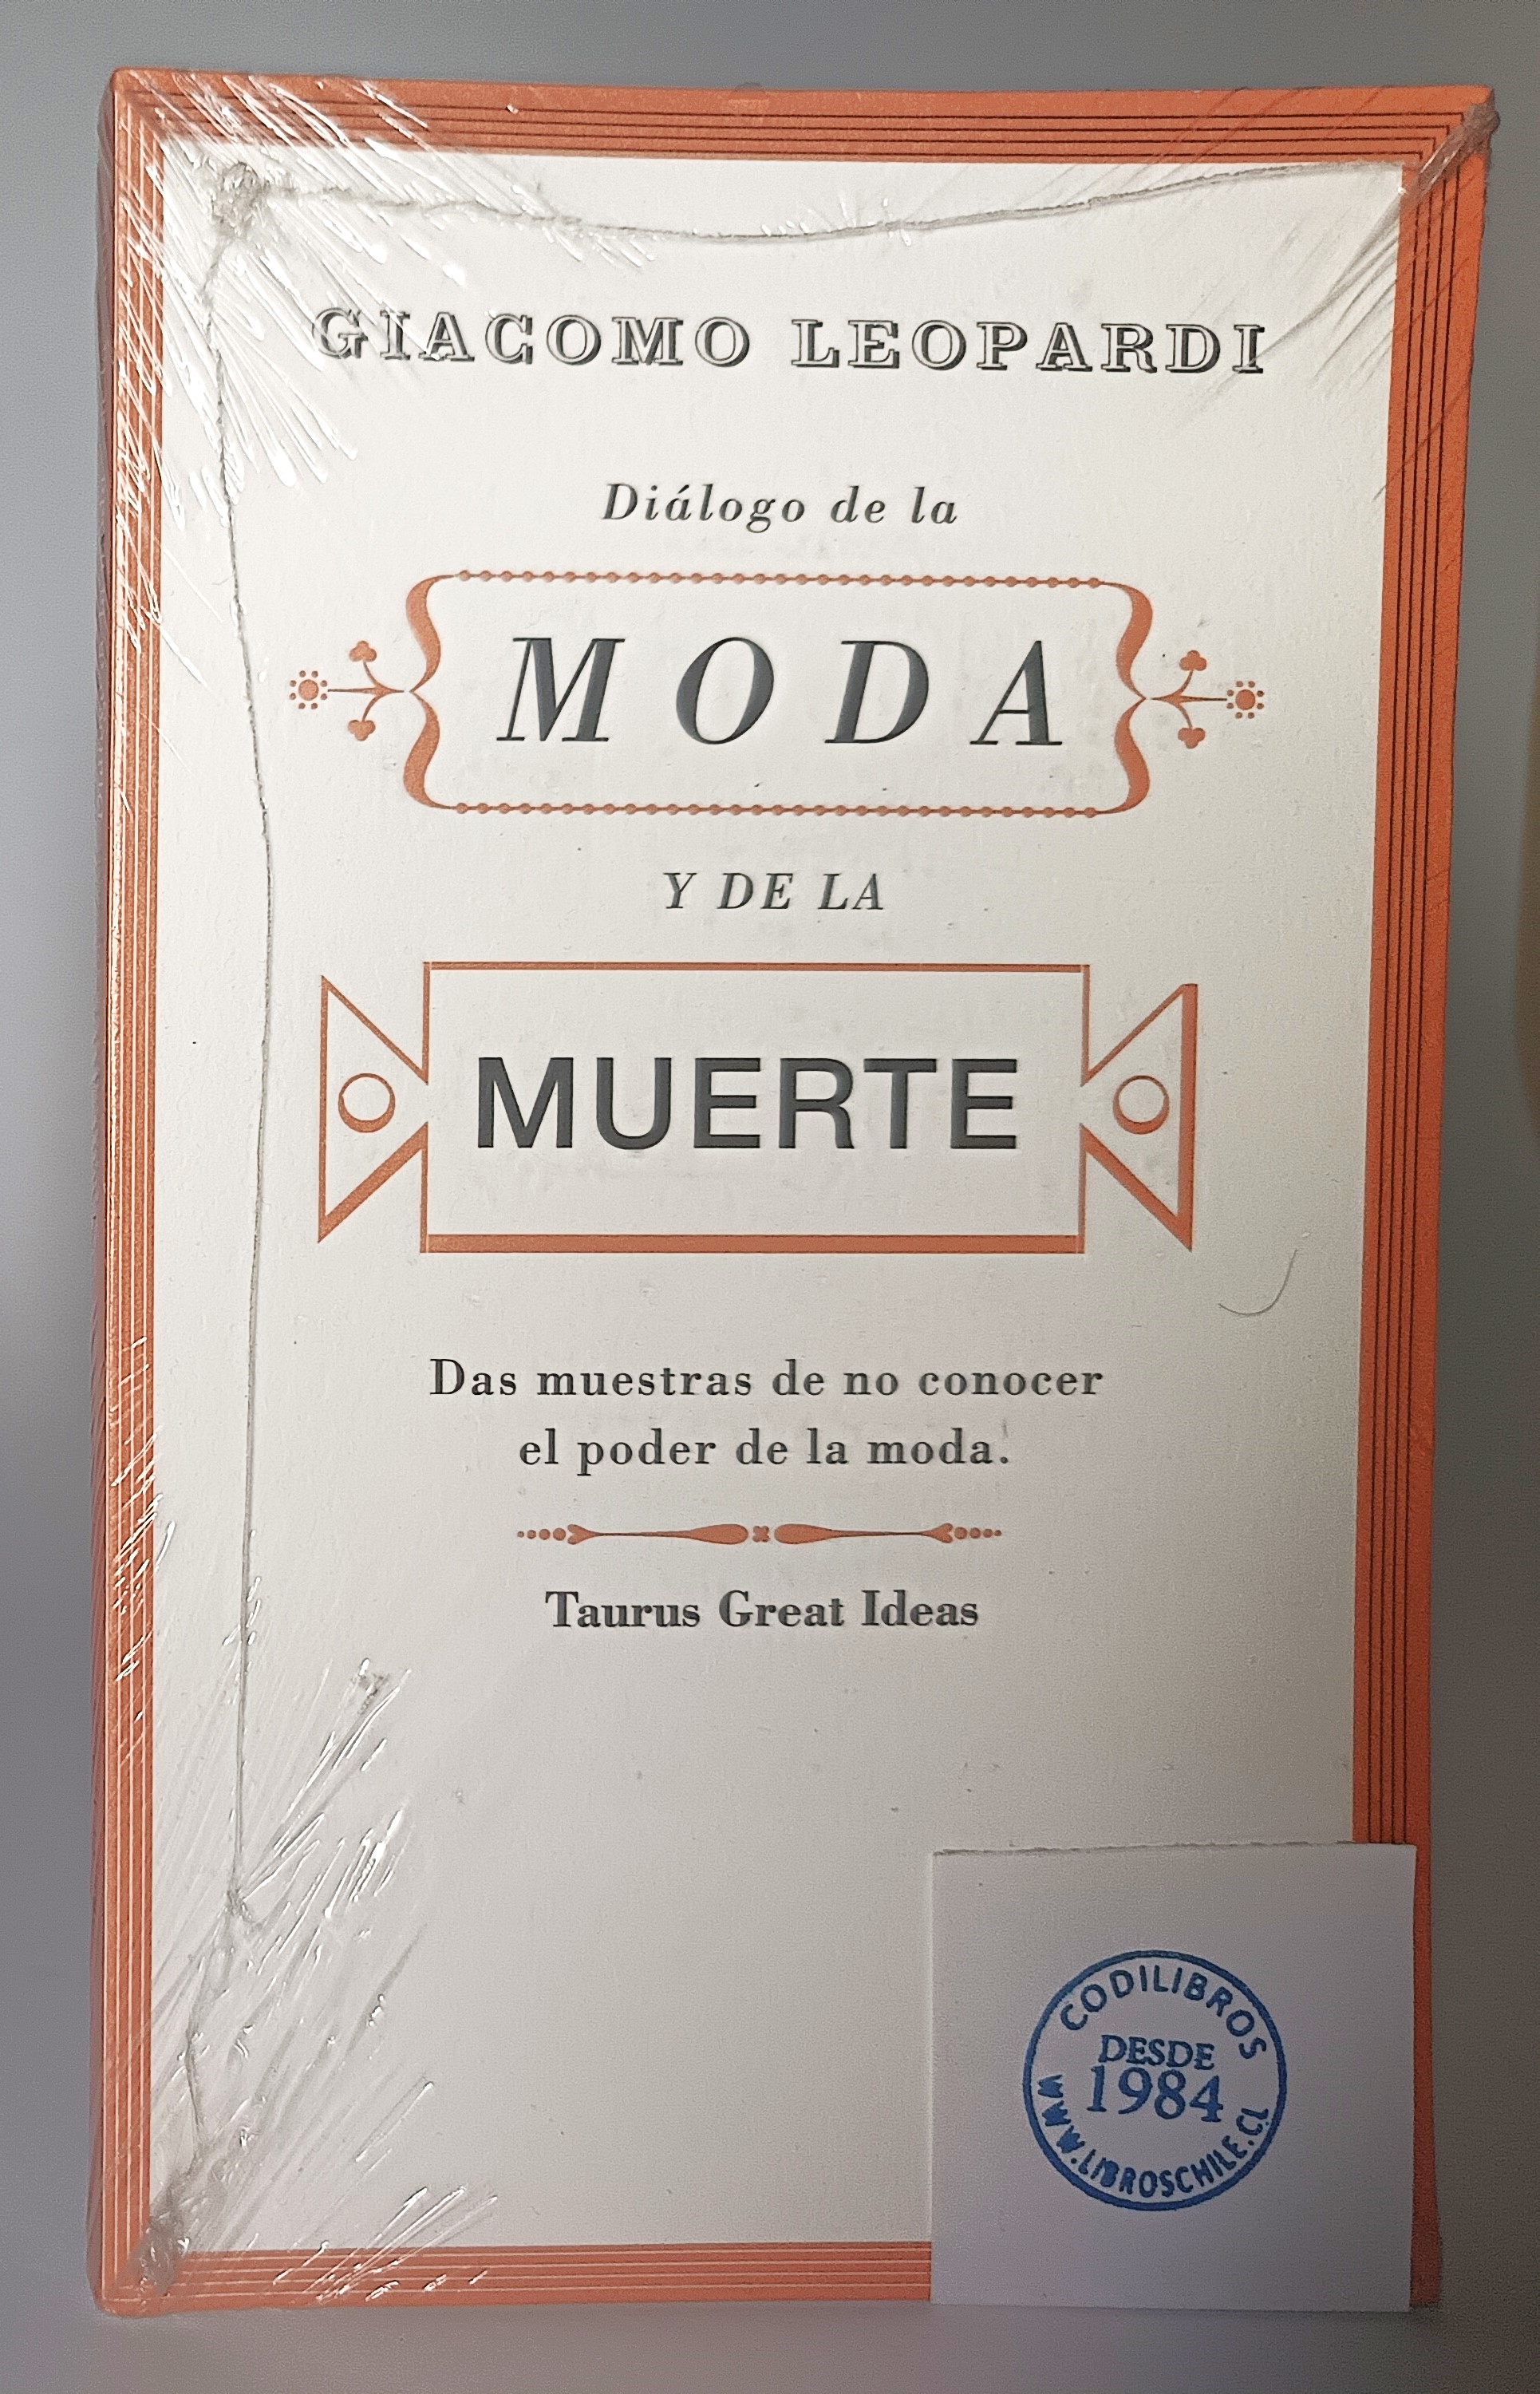 GIACOMO LEOPARDI
Diálogo de la
MODA
Y DE LA
MUERTE
Das muestras de no conocer
el poder de la moda.
Taurus Great Ideas
CODILIBROS
DESDE
1984
WWW.LIBROSCHILE.CL